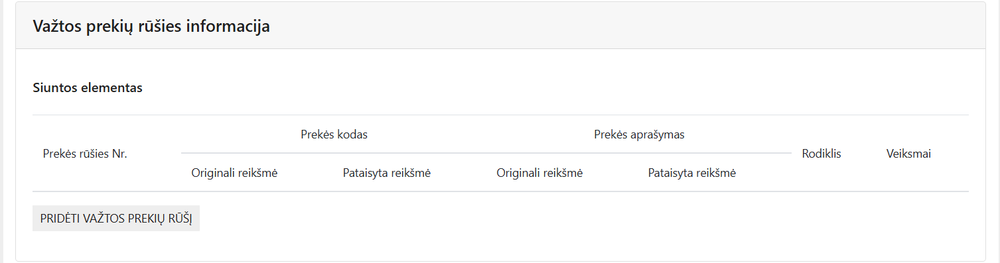 Važtos prekių rūšies informacija
Siuntos elementas
Prekės rūšies Nr.
Prekės kodas
Prekės aprašymas
Rodiklis
Veiksmai
Originali reikšmė
Pataisyta reikšmė
Originali reikšmė
Pataisyta reikšmė
PRIDĖTI VAŽTOS PREKIŲ RŪŠĮ